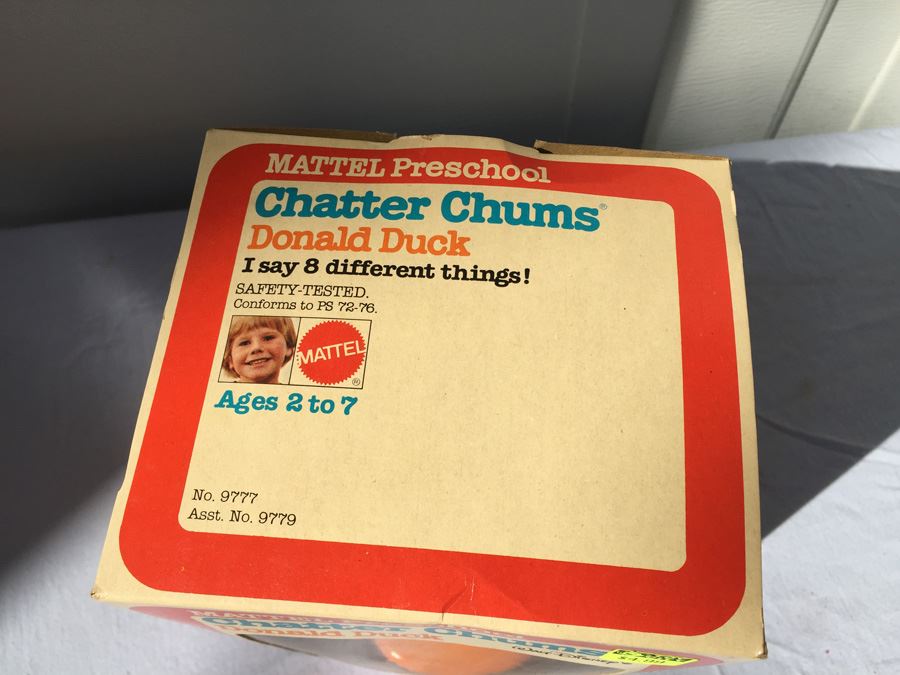 MATTEL Preschool
Chatter Chums®
Donald Duck
I say 8 different things!
SAFETY-TESTED.
Conforms to PS 72-76.
MATTEL®
Ages 2 to 7
No. 9777
Asst. No. 9779
MATTEL
Chatter Chums
Donald Duck